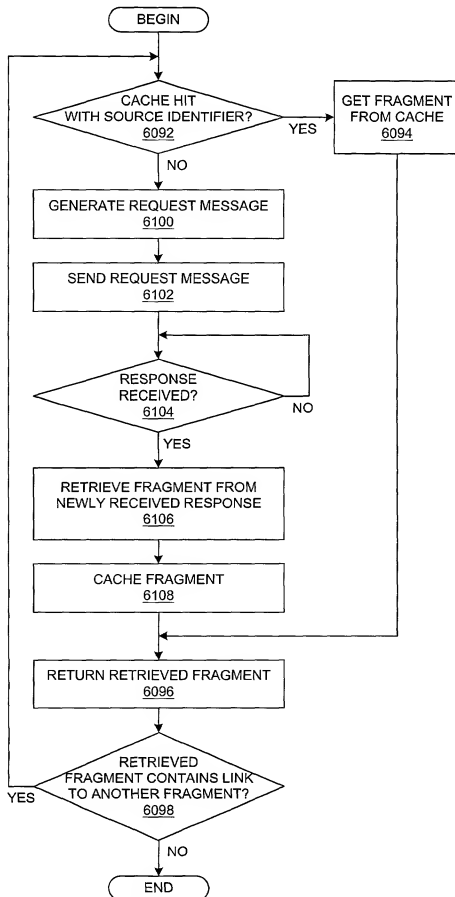 BEGIN
CACHE HIT
WITH SOURCE IDENTIFIER?
6092
YES
GET FRAGMENT
FROM CACHE
6094
NO
GENERATE REQUEST MESSAGE
6100
SEND REQUEST MESSAGE
6102
RESPONSE
RECEIVED?
6104
NO
YES
RETRIEVE FRAGMENT FROM
NEWLY RECEIVED RESPONSE
6106
CACHE FRAGMENT
6108
RETURN RETRIEVED FRAGMENT
6096
RETRIEVED
FRAGMENT CONTAINS LINK
TO ANOTHER FRAGMENT?
6098
YES
NO
END